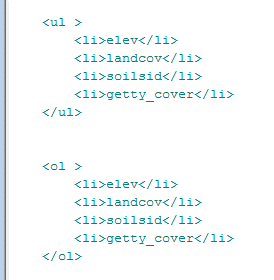 <ul >
<li>elev</li>
<li>landcov</li>
<li>soilsid</li>
<li>getty_cover</li>
</ul>
<ol >
<li>elev</li>
<li>landcov</li>
<li>soilsid</li>
<li>getty_cover</li>
</ol>